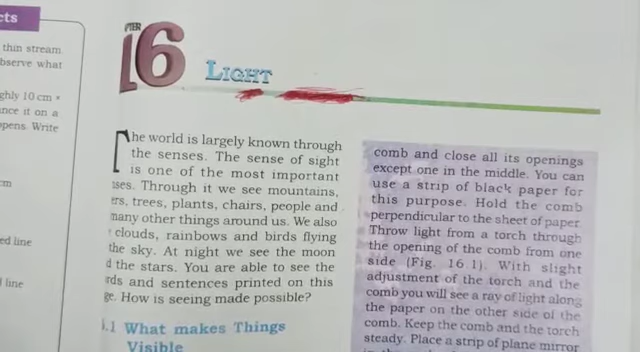 cts
thin stream
bserve what
ghly 10 cm ×
ance it on a
pens. Write
cm
ed line
line
PTER
16
LIGHT
The world is largely known through
the senses. The sense of sight
is one of the most important
ses. Through it we see mountains,
ers, trees, plants, chairs, people and
many other things around us. We also
clouds, rainbows and birds flying
the sky. At night we see the moon
d the stars. You are able to see the
rds and sentences printed on this
ge. How is seeing made possible?
.1 What makes Things
Visible
comb and close all its openings
except one in the middle. You can
use a strip of black paper for
this purpose. Hold the comb
perpendicular to the sheet of paper.
Throw light from a torch through
the opening of the comb from one
side (Fig. 16.1). With slight
adjustment of the torch and the
comb you will see a ray of light along
the paper on the other side of the
comb. Keep the comb and the torch
steady. Place a strip of plane mirror